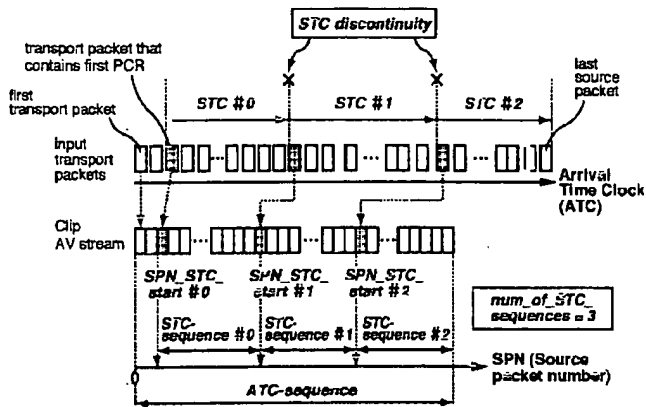 STC discontinuity
transport packet that
contains first PCR
first
transport packet
last
source
packet
STC #0
STC #1
STC #2
Input
transport
packets
Arrival
Time Clock
(ATC)
Clip
AV stream
SPN_STC_
start #0
SPN_STC_
start #1
SPN_STC_
start #2
num_of_STC_
sequences = 3
STC-
sequence #0
STC-
sequence #1
STC-
sequence #2
0
SPN (Source
packet number)
ATC-sequence